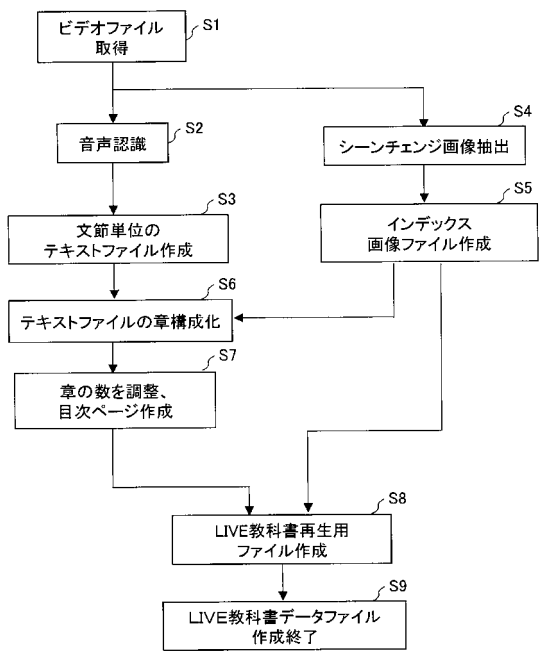 ビデオファイル
取得
S1
音声認識
S2
シーンチェンジ画像抽出
S4
文節単位の
テキストファイル作成
S3
インデックス
画像ファイル作成
S5
テキストファイルの章構成化
S6
章の数を調整、
目次ページ作成
S7
LIVE教科書再生用
ファイル作成
S8
LIVE教科書データファイル
作成終了
S9